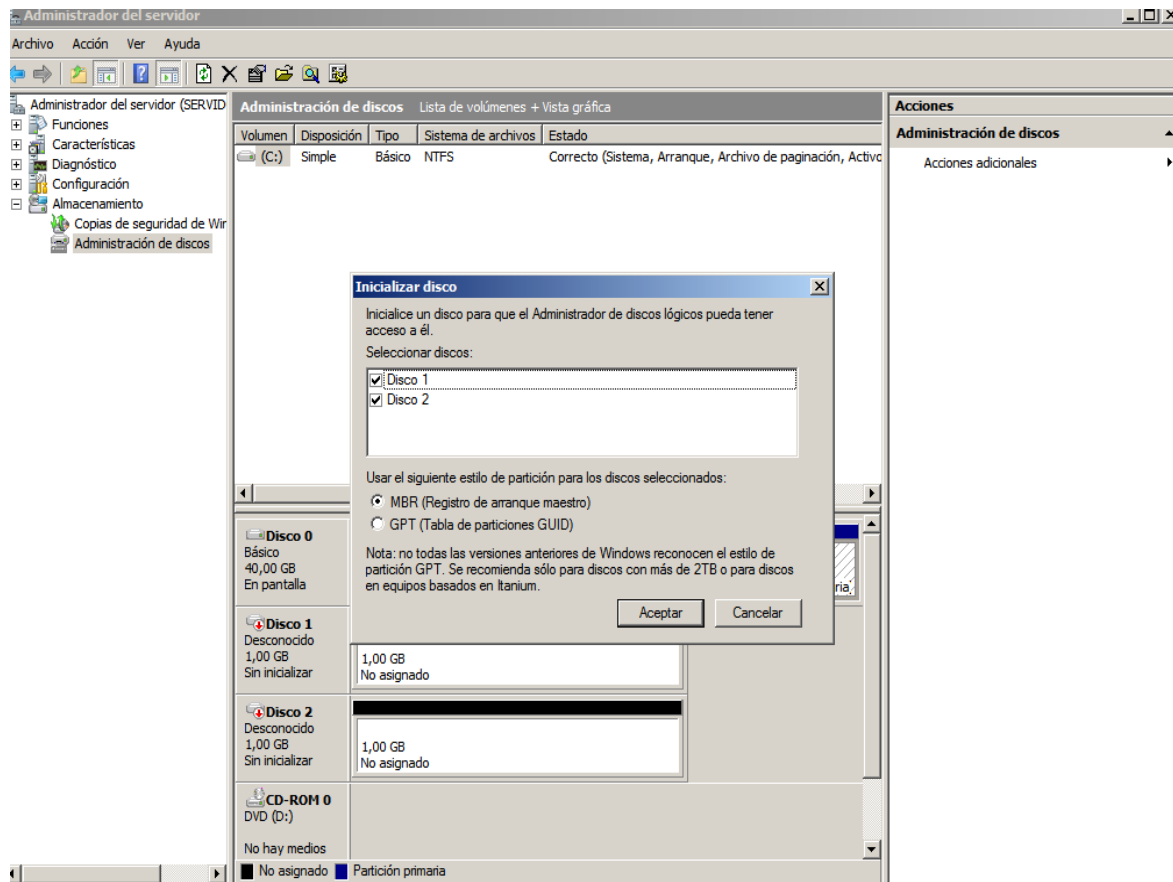 Administrador del servidor
Archivo Acción Ver Ayuda
Administrador del servidor (SERVID
Funciones
Características
Diagnóstico
Configuración
Almacenamiento
Copias de seguridad de Wir
Administración de discos
Administración de discos Lista de volúmenes + Vista gráfica
Volumen Disposición Tipo Sistema de archivos Estado
(C:) Simple Básico NTFS Correcto (Sistema, Arranque, Archivo de paginación, Activo
Inicializar disco
Inicialice un disco para que el Administrador de discos lógicos pueda tener
acceso a él.
Seleccionar discos:
Disco 1
Disco 2
Usar el siguiente estilo de partición para los discos seleccionados:
MBR (Registro de arranque maestro)
GPT (Tabla de particiones GUID)
Nota: no todas las versiones anteriores de Windows reconocen el estilo de
partición GPT. Se recomienda sólo para discos con más de 2TB o para discos
en equipos basados en Itanium.
Aceptar Cancelar
Disco 0
Básico
40,00 GB
En pantalla
ria,
Disco 1
Desconocido
1,00 GB
Sin inicializar
1,00 GB
No asignado
Disco 2
Desconocido
1,00 GB
Sin inicializar
1,00 GB
No asignado
CD-ROM 0
DVD (D:)
No hay medios
No asignado Partición primaria
Acciones
Administración de discos
Acciones adicionales